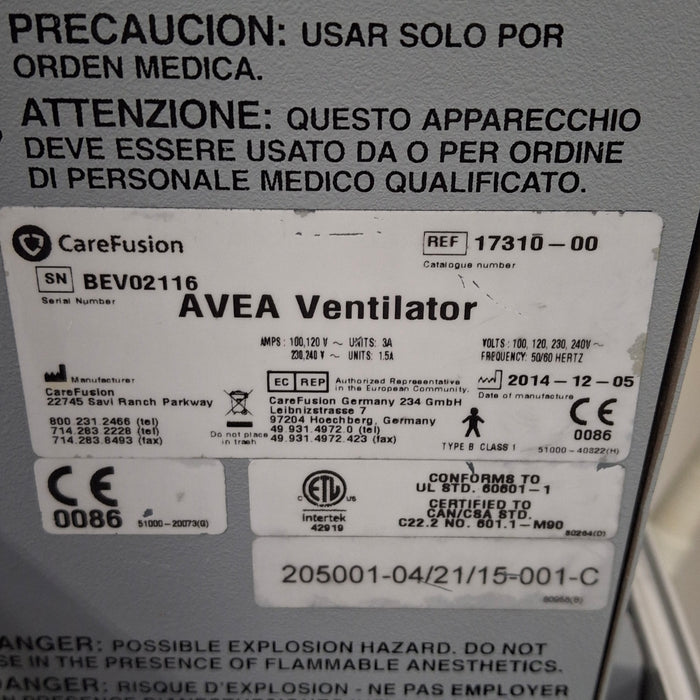 PRECAUCION: USAR SOLO POR
ORDEN MEDICA.
ATTENZIONE: QUESTO APPARECCHIO
DEVE ESSERE USATO DA O PER ORDINE
DI PERSONALE MEDICO QUALIFICATO.
CareFusion
REF 17310-00
Catalogue number
SN BEV02116
Serial Number
AVEA Ventilator
AMPS: 100,120 V ~ UNITS: 3A
230,240 V ~ UNITS: 1.5A
VOLTS: 100, 120, 230, 240V~
FREQUENCY: 50/60 HERTZ
Manufacturer
CareFusion
22745 Savi Ranch Parkway
800 231.2466 (tel)
714.283.2228 (tel)
714.283.8493 (fax)
Do not place
in trash
EC REP Authorized Representative
in the European Community.
CareFusion Germany 234 GmbH
Leibnizstrasse 7
97204 Hoechberg, Germany
49.931.4972.0 (tel)
49.931.4972.423 (fax)
2014-12-05
Date of manufacture
TYPE B CLASS 1
CE
0086
51000-40822(H)
CE
0086
51000-20073(G)
C ETL US
Intertek
42919
CONFORMS TO
UL STD. 60601-1
CERTIFIED TO
CAN/CSA STD.
C22.2 NO. 601.1-M90
80264(D)
205001-04/21/15-001-C
80958(B)
DANGER: POSSIBLE EXPLOSION HAZARD. DO NOT
USE IN THE PRESENCE OF FLAMMABLE ANESTHETICS.
DANGER: RISQUE D'EXPLOSION - NE PAS EMPLOYER